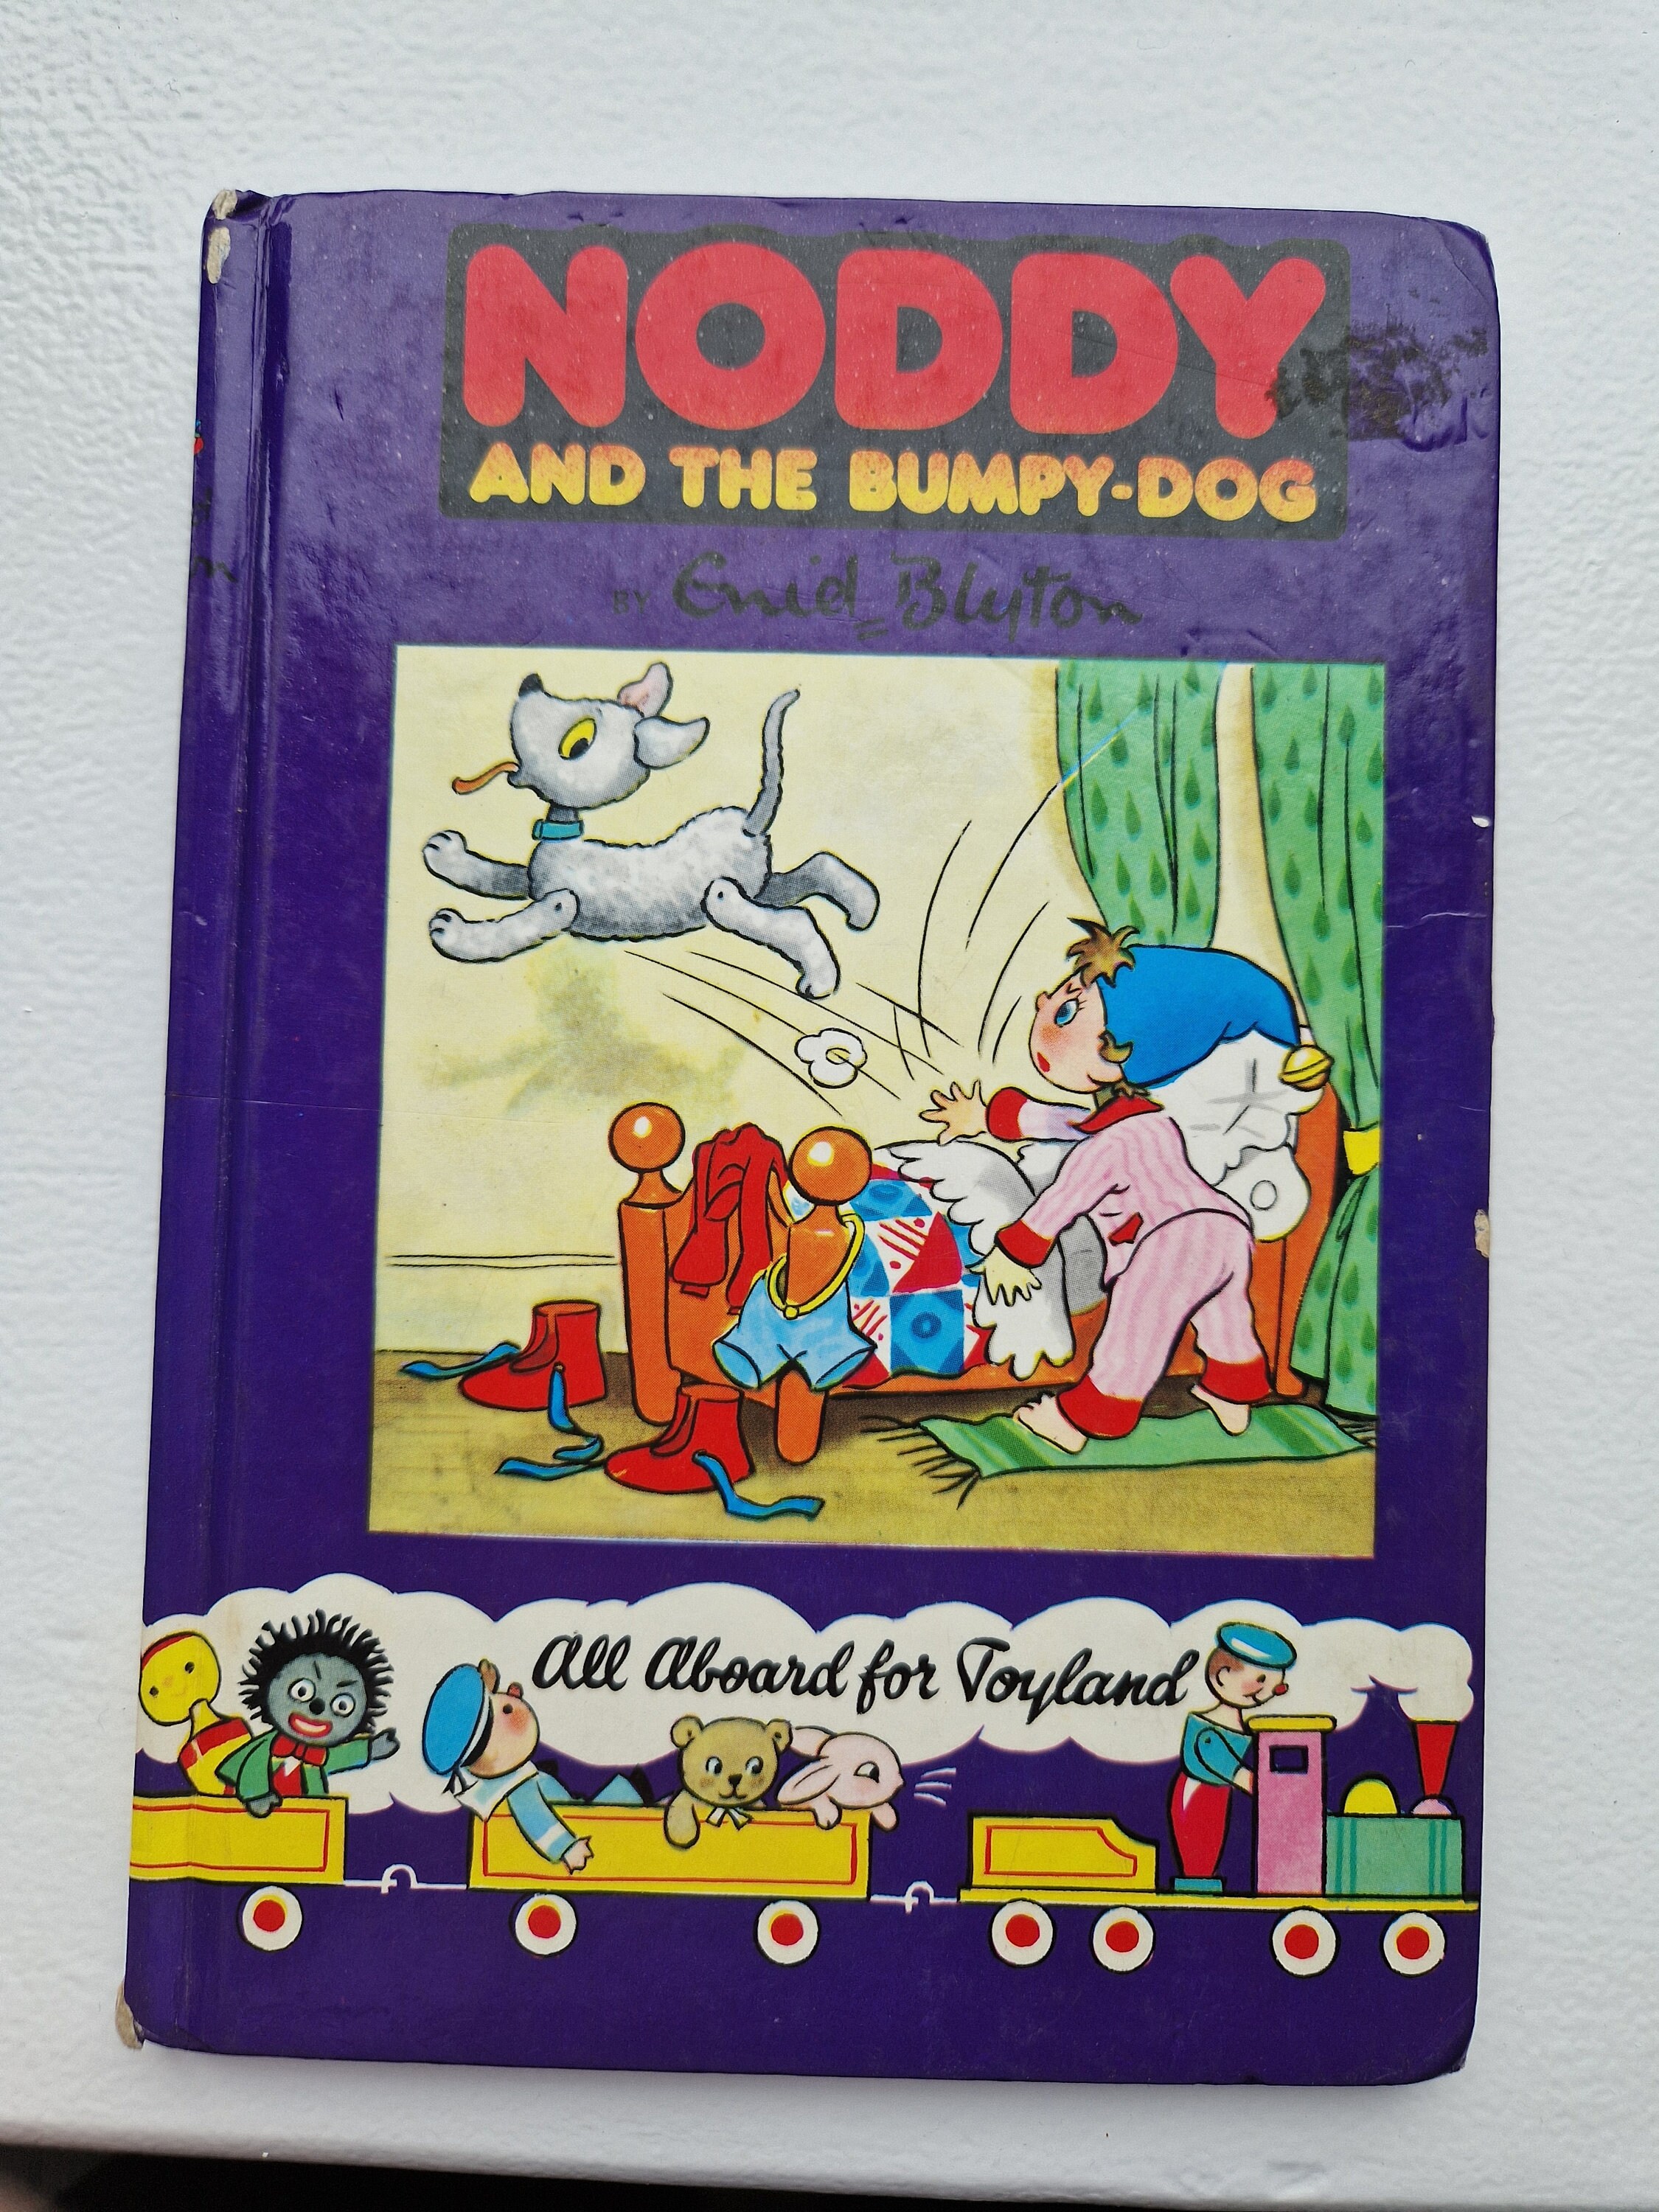 NODDY
AND THE BUMPY-DOG
BY Enid Blyton
All Aboard for Toyland